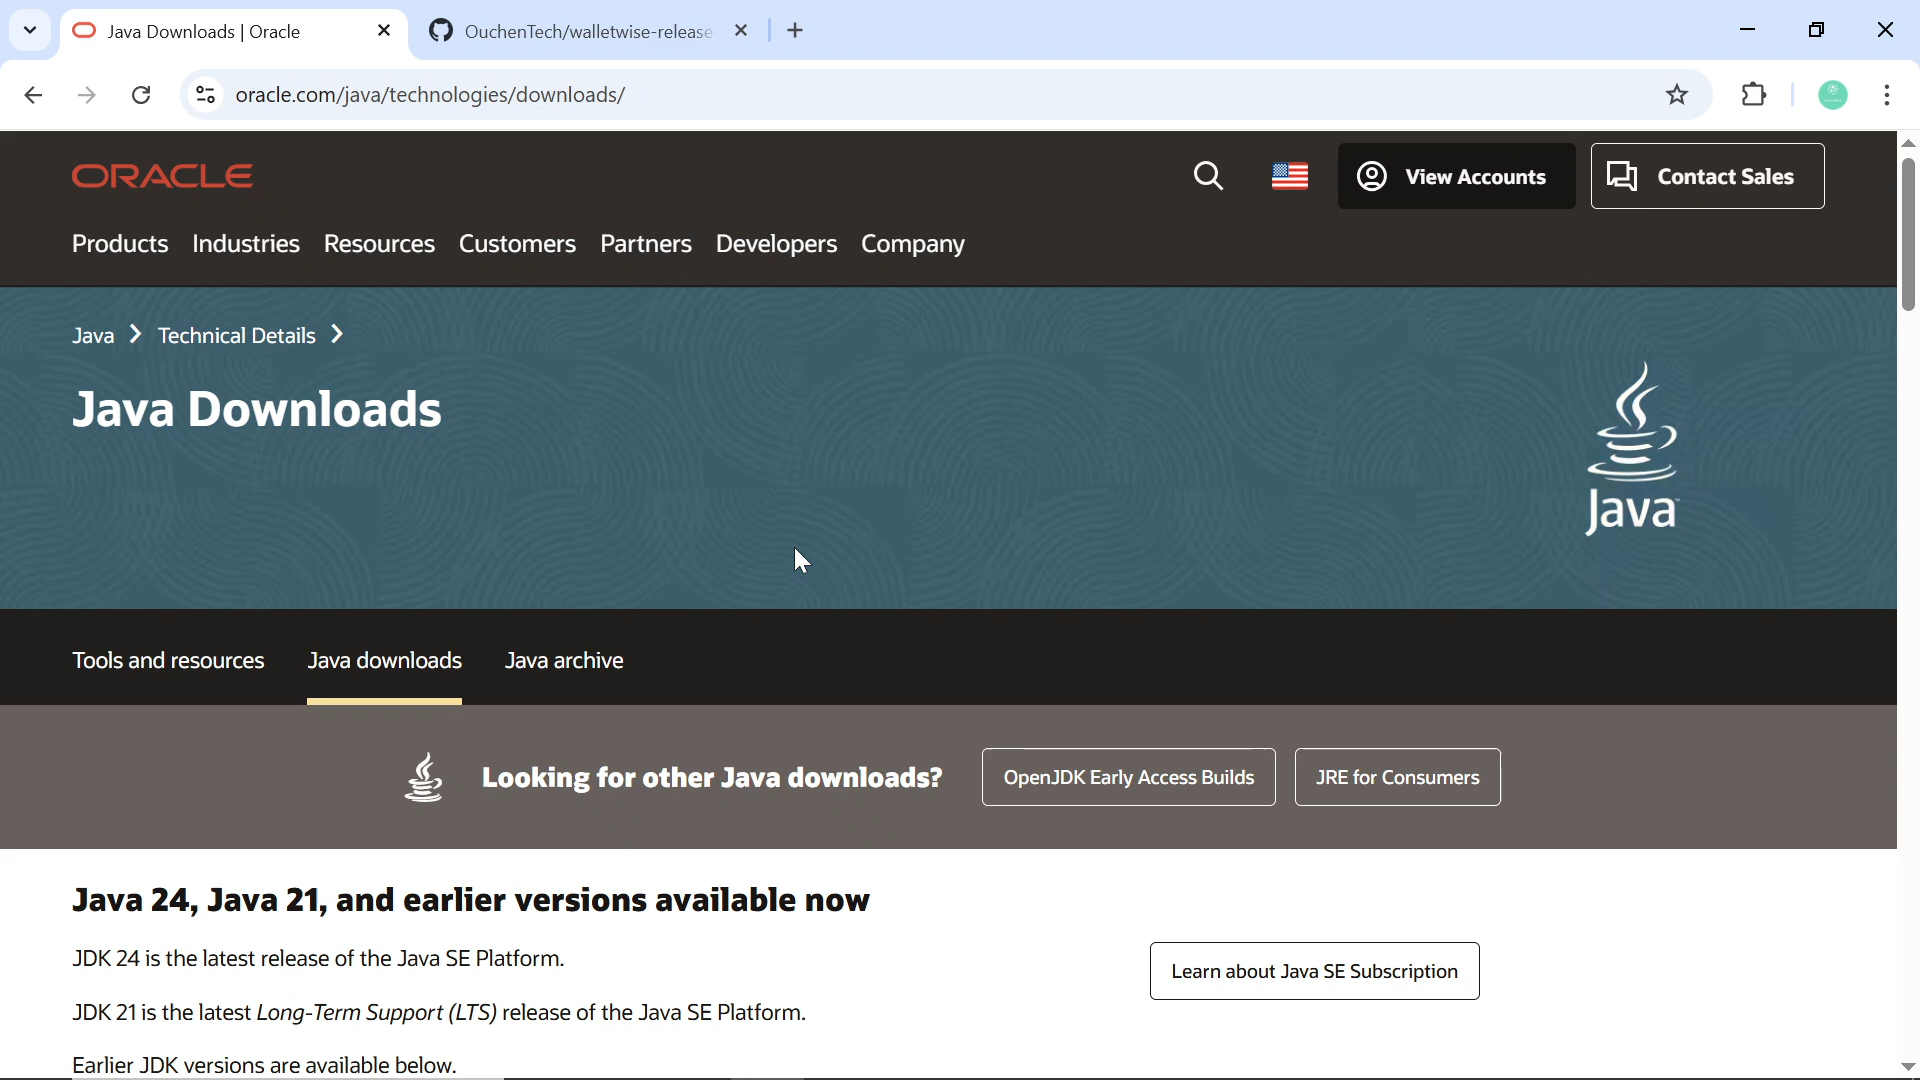 Java Downloads | Oracle
OuchenTech/walletwise-release
oracle.com/java/technologies/downloads/
ORACLE
View Accounts
Contact Sales
Products Industries Resources Customers Partners Developers Company
Java Technical Details
Java Downloads
Java
Tools and resources Java downloads Java archive
Looking for other Java downloads?
OpenJDK Early Access Builds
JRE for Consumers
Java 24, Java 21, and earlier versions available now
JDK 24 is the latest release of the Java SE Platform.
Learn about Java SE Subscription
JDK 21 is the latest Long-Term Support (LTS) release of the Java SE Platform.
Earlier JDK versions are available below.